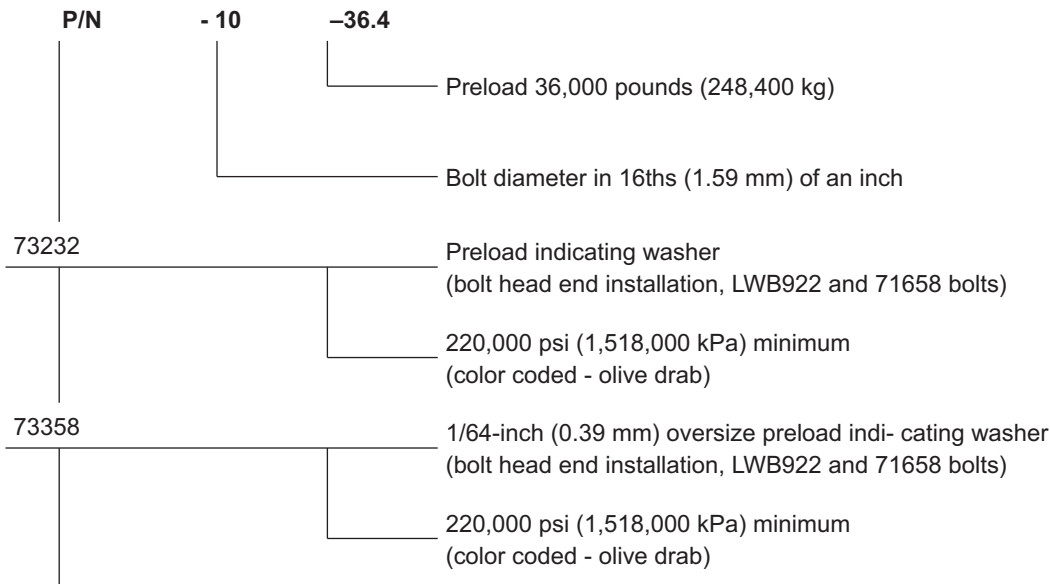 P/N - 10 –36.4
Preload 36,000 pounds (248,400 kg)
Bolt diameter in 16ths (1.59 mm) of an inch
73232
Preload indicating washer
(bolt head end installation, LWB922 and 71658 bolts)
220,000 psi (1,518,000 kPa) minimum
(color coded - olive drab)
73358
1/64-inch (0.39 mm) oversize preload indi- cating washer
(bolt head end installation, LWB922 and 71658 bolts)
220,000 psi (1,518,000 kPa) minimum
(color coded - olive drab)